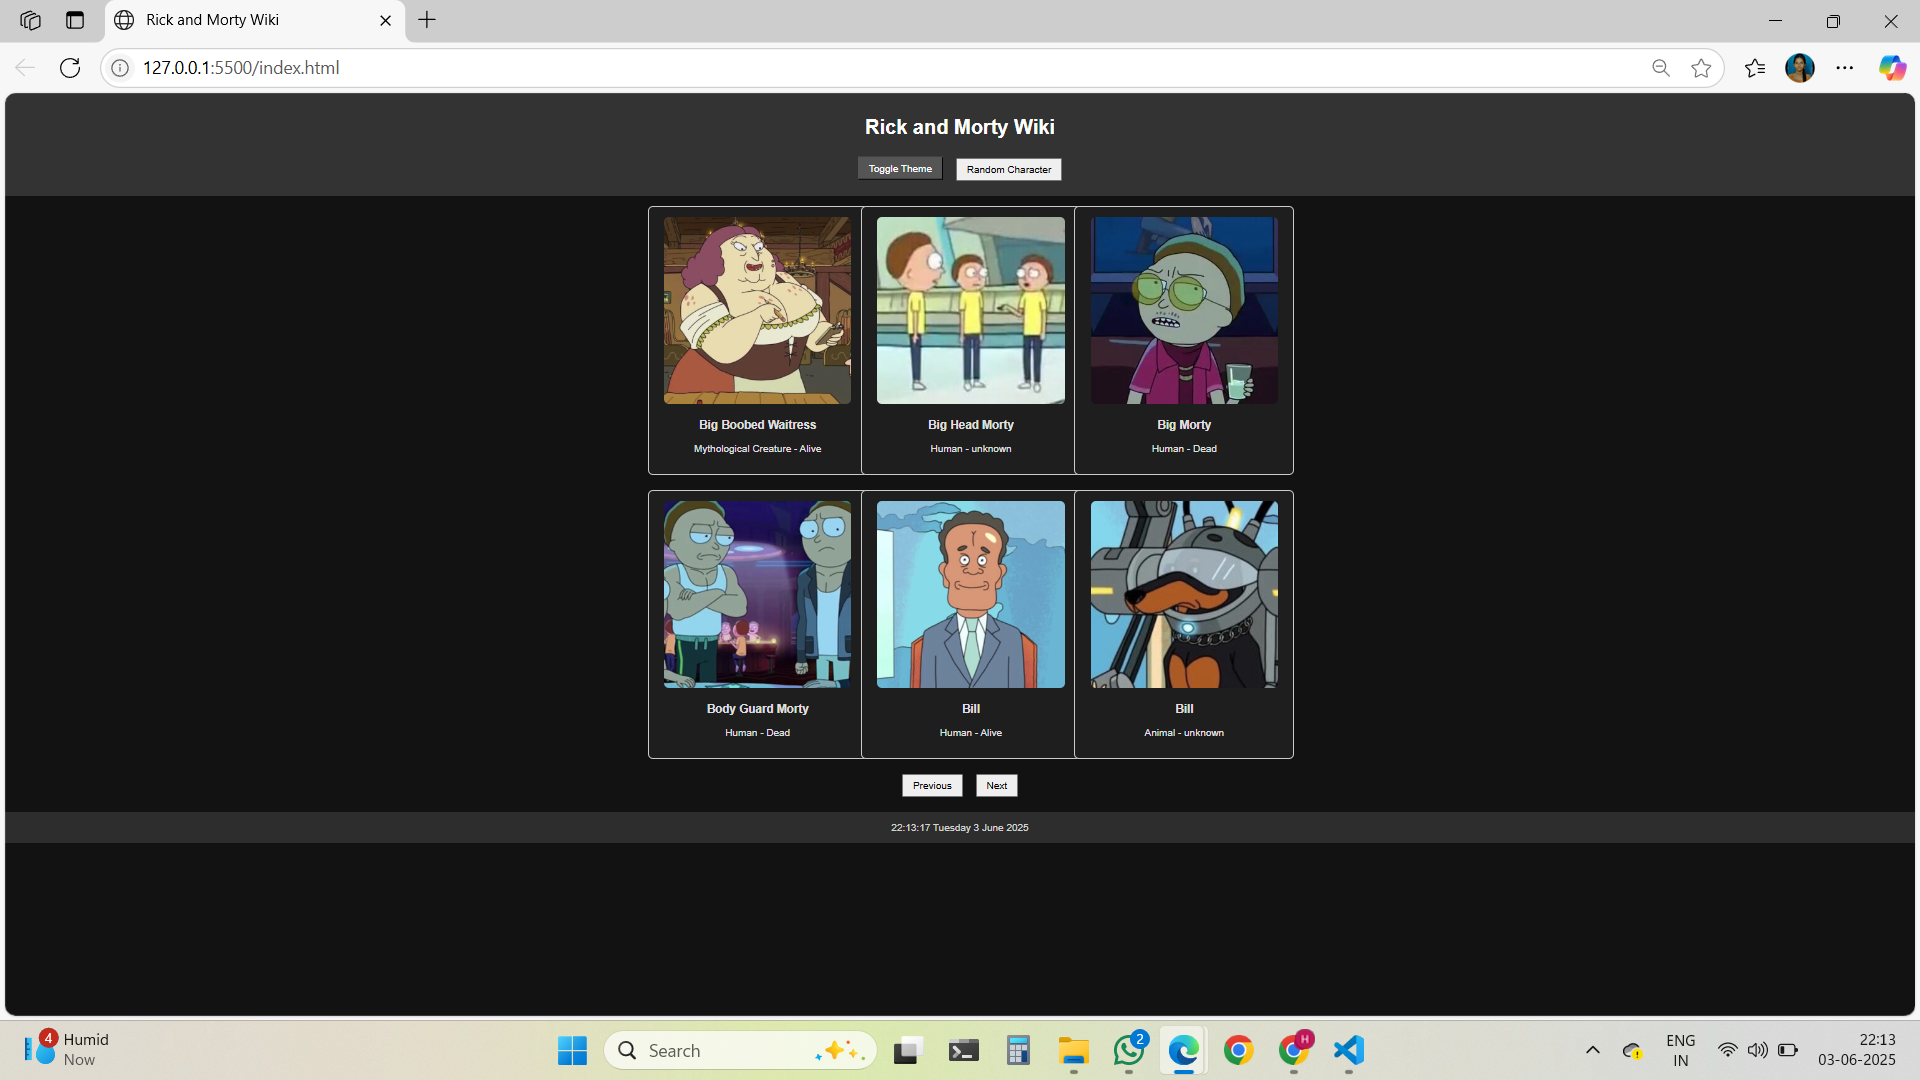 Rick and Morty Wiki
127.0.0.1:5500/index.html
Rick and Morty Wiki
Toggle Theme
Random Character
Big Boobed Waitress
Mythological Creature - Alive
Big Head Morty
Human - unknown
Big Morty
Human - Dead
Body Guard Morty
Human - Dead
Bill
Human - Alive
Bill
Animal - unknown
Previous
Next
22:13:17 Tuesday 3 June 2025
4
Humid
Now
Search
2
H
ENG
IN
22:13
03-06-2025